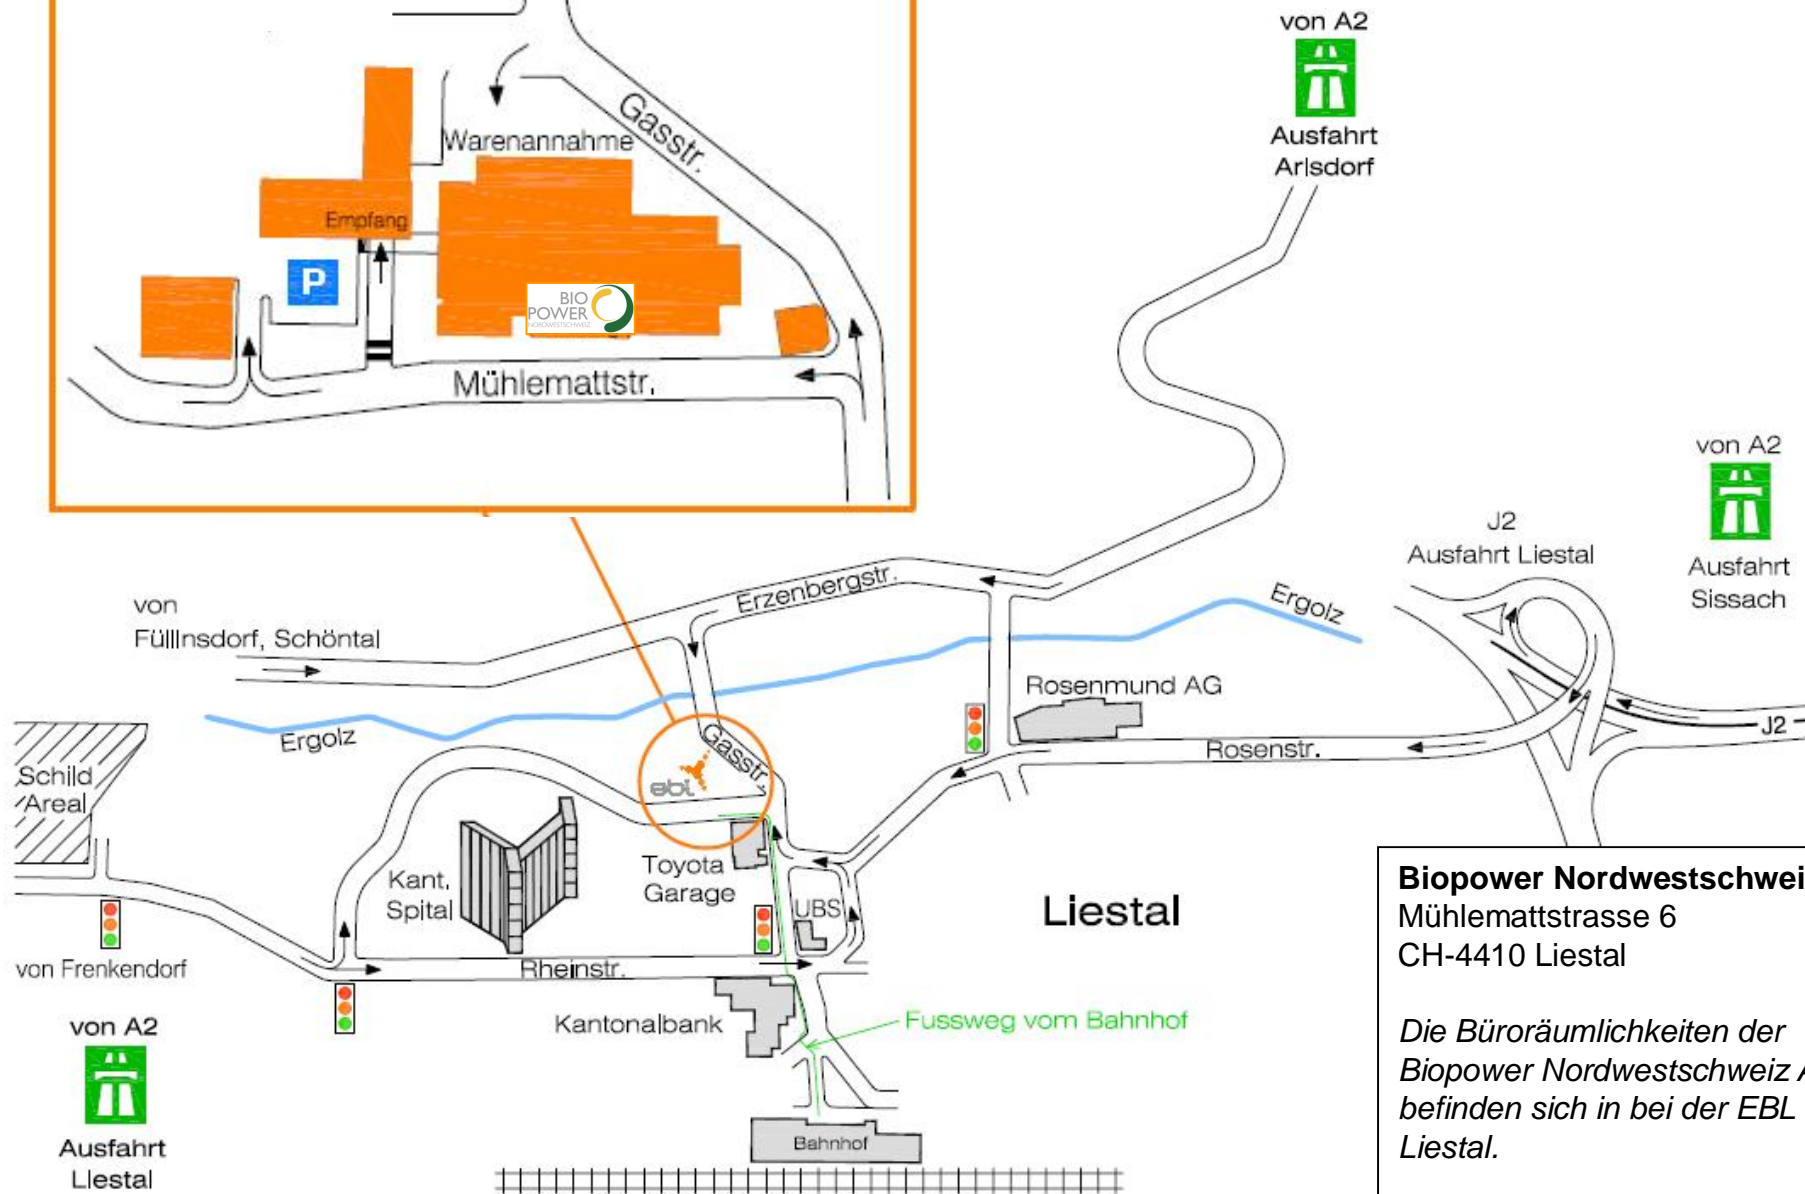 von A2
Ausfahrt
Arlsdorf
Gasstr.
Warenannahme
Empfang
P
BIO
POWER
NORDWESTSCHWEIZ
Mühlemattstr.
von A2
Ausfahrt
Sissach
J2
Ausfahrt Liestal
Erzenbergstr.
Ergolz
von
Füllnsdorf, Schöntal
Rosenmund AG
Ergolz
Gasstr
J2
Rosenstr.
Schild
Areal
ebl
Toyota
Garage
Kant.
Spital
UBS
Liestal
von Frenkendorf
Rheinstr.
Kantonalbank
Fussweg vom Bahnhof
von A2
Ausfahrt
Liestal
Bahnhof
Biopower Nordwestschwei
Mühlemattstrasse 6
CH-4410 Liestal
Die Büroräumlichkeiten der
Biopower Nordwestschweiz A
befinden sich in bei der EBL
Liestal.